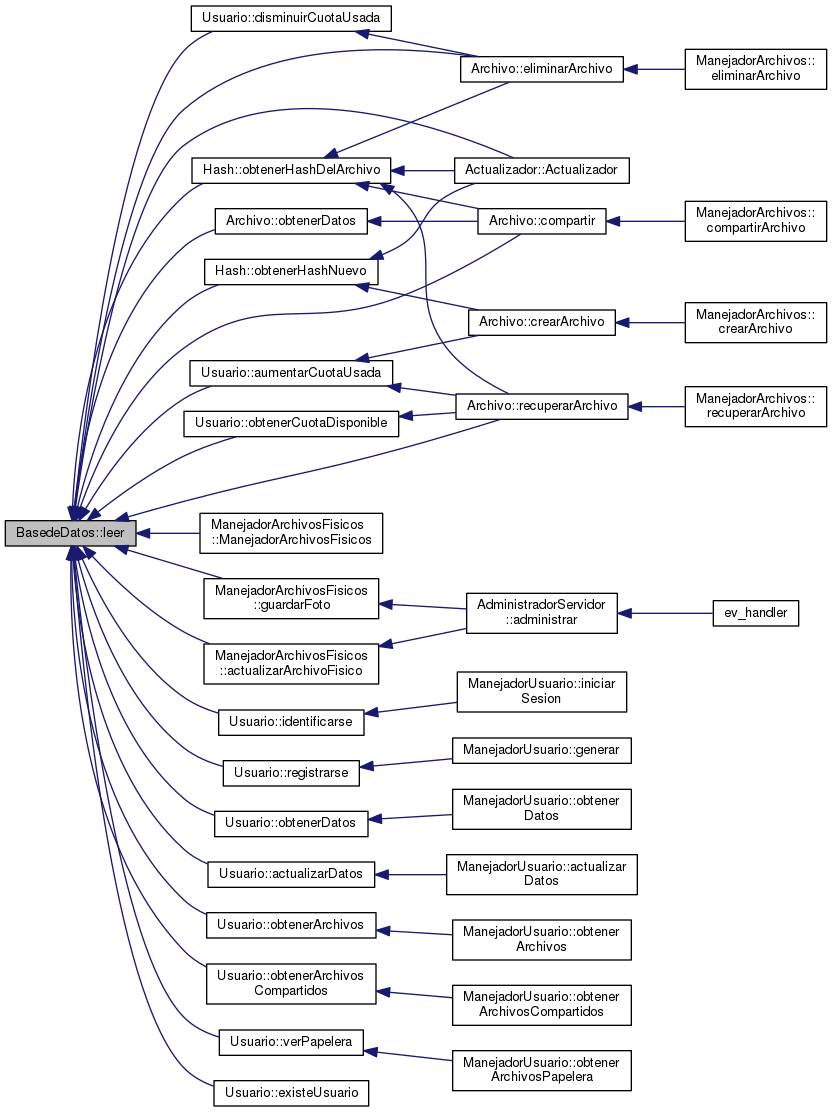 Usuario::disminuirCuotaUsada
Archivo::eliminarArchivo
ManejadorArchivos::
eliminarArchivo
Hash::obtenerHashDelArchivo
Actualizador::Actualizador
Archivo::obtenerDatos
Archivo::compartir
ManejadorArchivos::
compartirArchivo
Hash::obtenerHashNuevo
Archivo::crearArchivo
ManejadorArchivos::
crearArchivo
Usuario::aumentarCuotaUsada
Archivo::recuperarArchivo
ManejadorArchivos::
recuperarArchivo
Usuario::obtenerCuotaDisponible
BasedeDatos::leer
ManejadorArchivosFisicos
::ManejadorArchivosFisicos
ManejadorArchivosFisicos
::guardarFoto
AdministradorServidor
::administrar
ev_handler
ManejadorArchivosFisicos
::actualizarArchivoFisico
Usuario::identificarse
ManejadorUsuario::iniciar
Sesion
Usuario::registrarse
ManejadorUsuario::generar
Usuario::obtenerDatos
ManejadorUsuario::obtener
Datos
Usuario::actualizarDatos
ManejadorUsuario::actualizar
Datos
Usuario::obtenerArchivos
ManejadorUsuario::obtener
Archivos
Usuario::obtenerArchivos
Compartidos
ManejadorUsuario::obtener
ArchivosCompartidos
Usuario::verPapelera
ManejadorUsuario::obtener
ArchivosPapelera
Usuario::existeUsuario